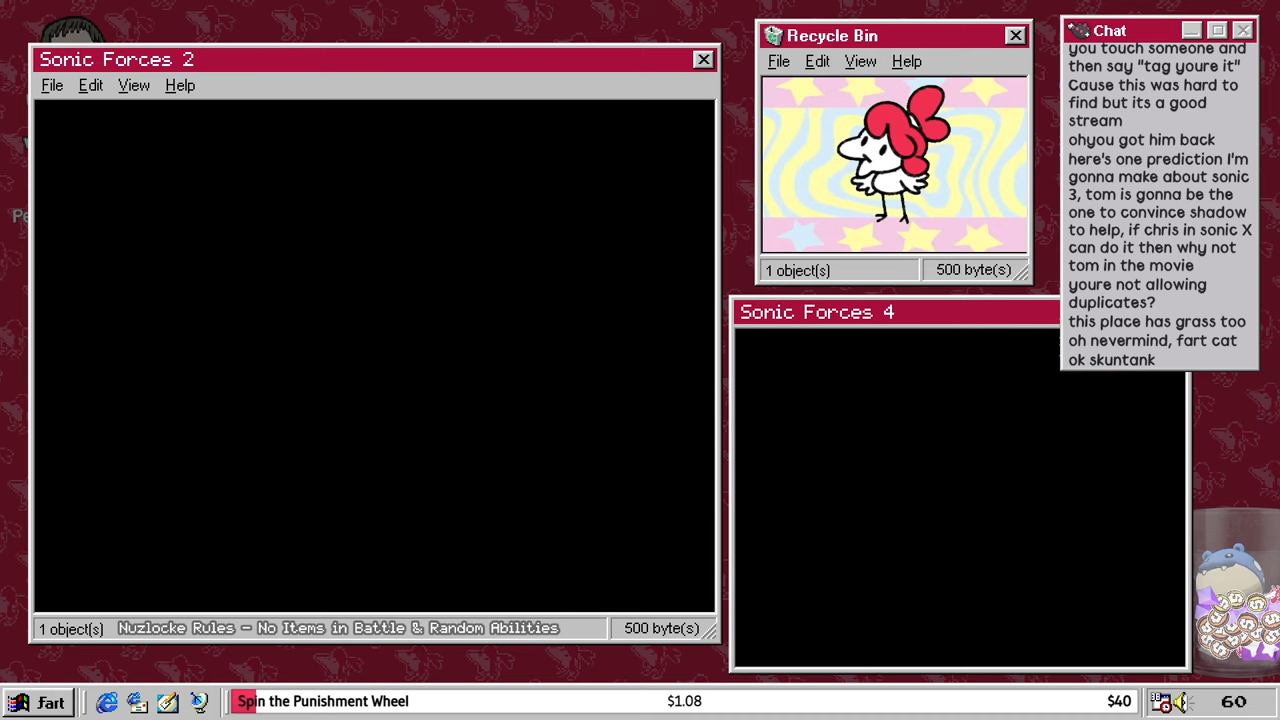 Sonic Forces 2
File Edit View Help
1 object(s) Nuzlocke Rules - No Items in Battle & Random Abilities 500 byte(s)
Recycle Bin
File Edit View Help
1 object(s) 500 byte(s)
Sonic Forces 4
Chat
you touch someone and
then say "tag youre it"
Cause this was hard to
find but its a good
stream
ohyou got him back
here's one prediction I'm
gonna make about sonic
3, tom is gonna be the
one to convince shadow
to help, if chris in sonic X
can do it then why not
tom in the movie
youre not allowing
duplicates?
this place has grass too
oh nevermind, fart cat
ok skuntank
fart Spin the Punishment Wheel $1.08 $40 60